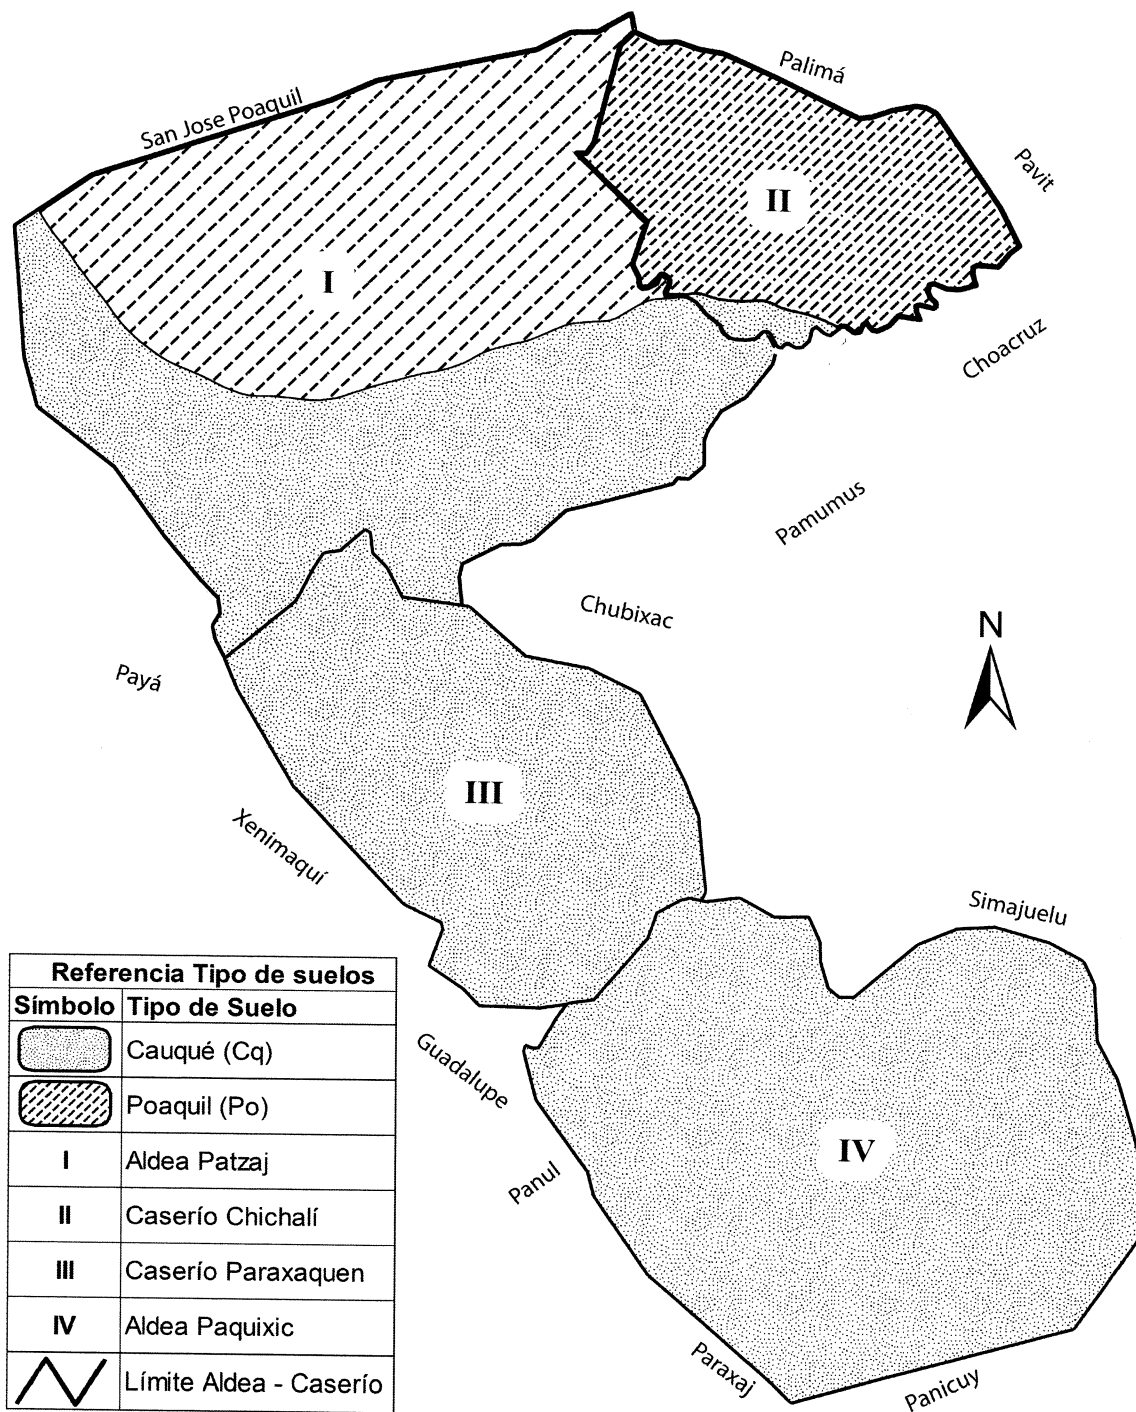 San Jose Poaquil
Palimá
Pavit
II
I
Choacruz
Pamumus
Chubixac
N
Payá
III
Xenimaquí
Simajuelu
Guadalupe
IV
Panul
Paraxaj
Panicuy
Referencia Tipo de suelos
Símbolo Tipo de Suelo
Cauqué (Cq)
Poaquil (Po)
I Aldea Patzaj
II Caserío Chichalí
III Caserío Paraxaquen
IV Aldea Paquixic
Límite Aldea - Caserío